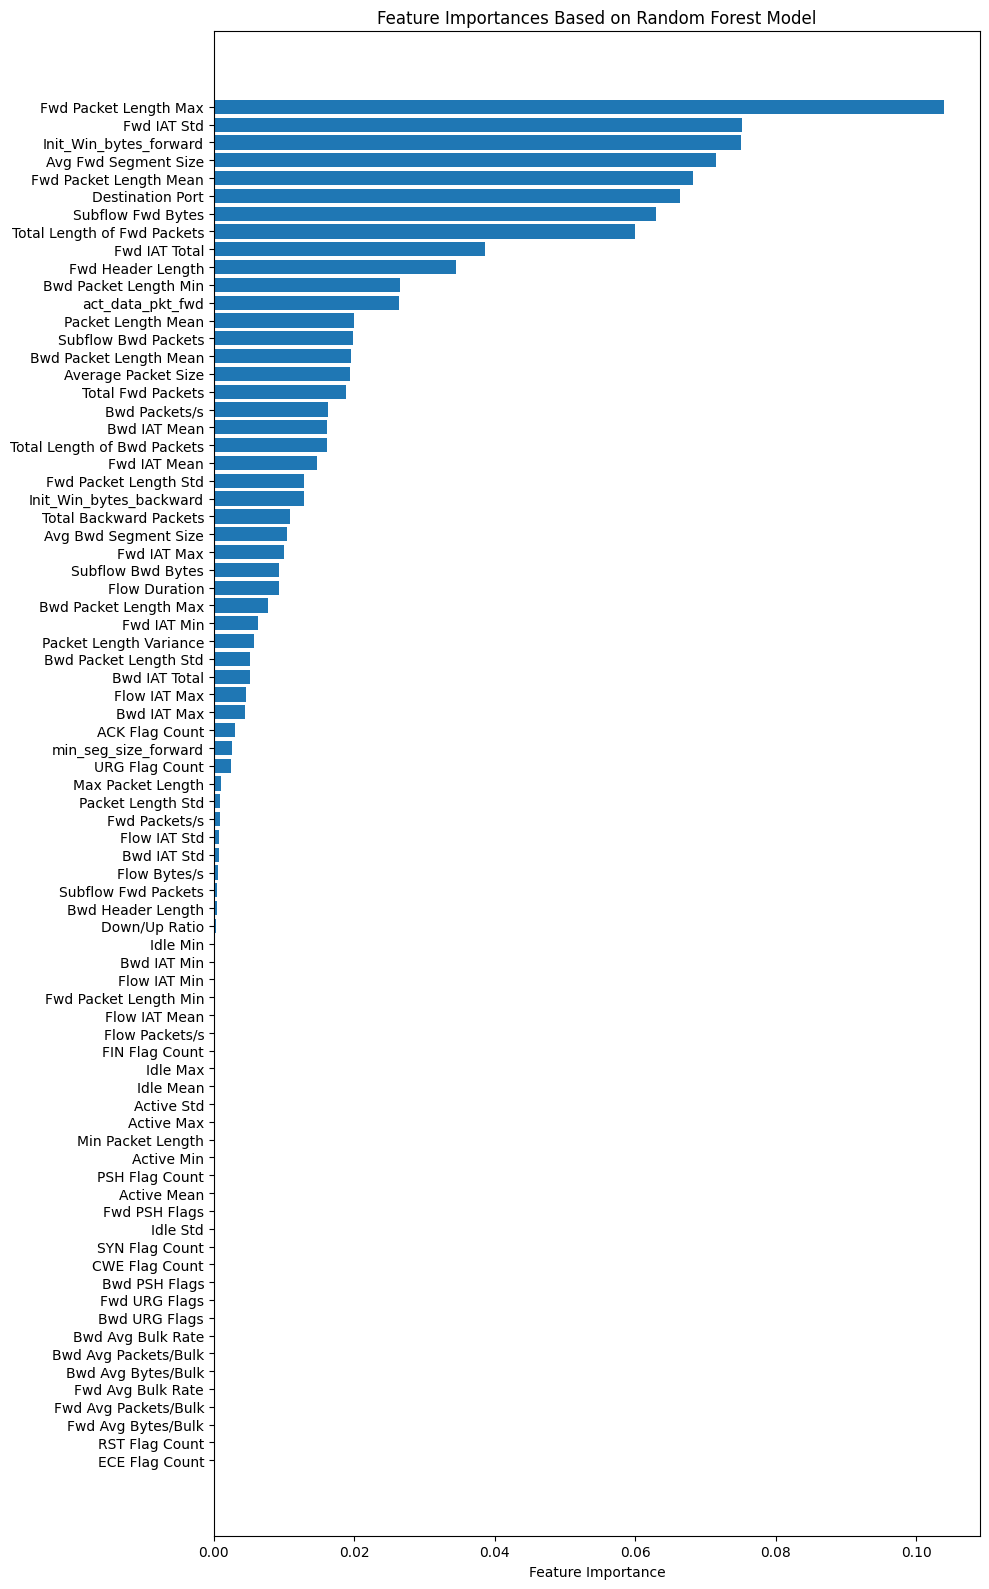 Feature Importances Based on Random Forest Model
Fwd Packet Length Max
Fwd IAT Std
Init_Win_bytes_forward
Avg Fwd Segment Size
Fwd Packet Length Mean
Destination Port
Subflow Fwd Bytes
Total Length of Fwd Packets
Fwd IAT Total
Fwd Header Length
Bwd Packet Length Min
act_data_pkt_fwd
Packet Length Mean
Subflow Bwd Packets
Bwd Packet Length Mean
Average Packet Size
Total Fwd Packets
Bwd Packets/s
Bwd IAT Mean
Total Length of Bwd Packets
Fwd IAT Mean
Fwd Packet Length Std
Init_Win_bytes_backward
Total Backward Packets
Avg Bwd Segment Size
Fwd IAT Max
Subflow Bwd Bytes
Flow Duration
Bwd Packet Length Max
Fwd IAT Min
Packet Length Variance
Bwd Packet Length Std
Bwd IAT Total
Flow IAT Max
Bwd IAT Max
ACK Flag Count
min_seg_size_forward
URG Flag Count
Max Packet Length
Packet Length Std
Fwd Packets/s
Flow IAT Std
Bwd IAT Std
Flow Bytes/s
Subflow Fwd Packets
Bwd Header Length
Down/Up Ratio
Idle Min
Bwd IAT Min
Flow IAT Min
Fwd Packet Length Min
Flow IAT Mean
Flow Packets/s
FIN Flag Count
Idle Max
Idle Mean
Active Std
Active Max
Min Packet Length
Active Min
PSH Flag Count
Active Mean
Fwd PSH Flags
Idle Std
SYN Flag Count
CWE Flag Count
Bwd PSH Flags
Fwd URG Flags
Bwd URG Flags
Bwd Avg Bulk Rate
Bwd Avg Packets/Bulk
Bwd Avg Bytes/Bulk
Fwd Avg Bulk Rate
Fwd Avg Packets/Bulk
Fwd Avg Bytes/Bulk
RST Flag Count
ECE Flag Count
0.00 0.02 0.04 0.06 0.08 0.10
Feature Importance